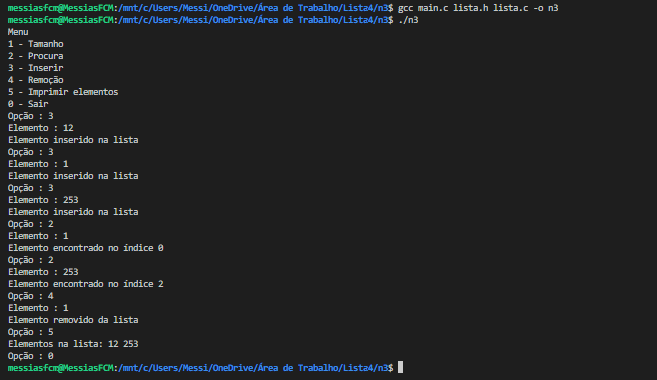 messiasfcm@MessiasFCM:/mnt/c/Users/Messi/OneDrive/Área de Trabalho/Lista4/n3$ gcc main.c lista.h lista.c -o n3
messiasfcm@MessiasFCM:/mnt/c/Users/Messi/OneDrive/Área de Trabalho/Lista4/n3$ ./n3
Menu
1 - Tamanho
2 - Procura
3 - Inserir
4 - Remoção
5 - Imprimir elementos
0 - Sair
Opção : 3
Elemento : 12
Elemento inserido na lista
Opção : 3
Elemento : 1
Elemento inserido na lista
Opção : 3
Elemento : 253
Elemento inserido na lista
Opção : 2
Elemento : 1
Elemento encontrado no índice 0
Opção : 2
Elemento : 253
Elemento encontrado no índice 2
Opção : 4
Elemento : 1
Elemento removido da lista
Opção : 5
Elementos na lista: 12 253
Opção : 0
messiasfcm@MessiasFCM:/mnt/c/Users/Messi/OneDrive/Área de Trabalho/Lista4/n3$